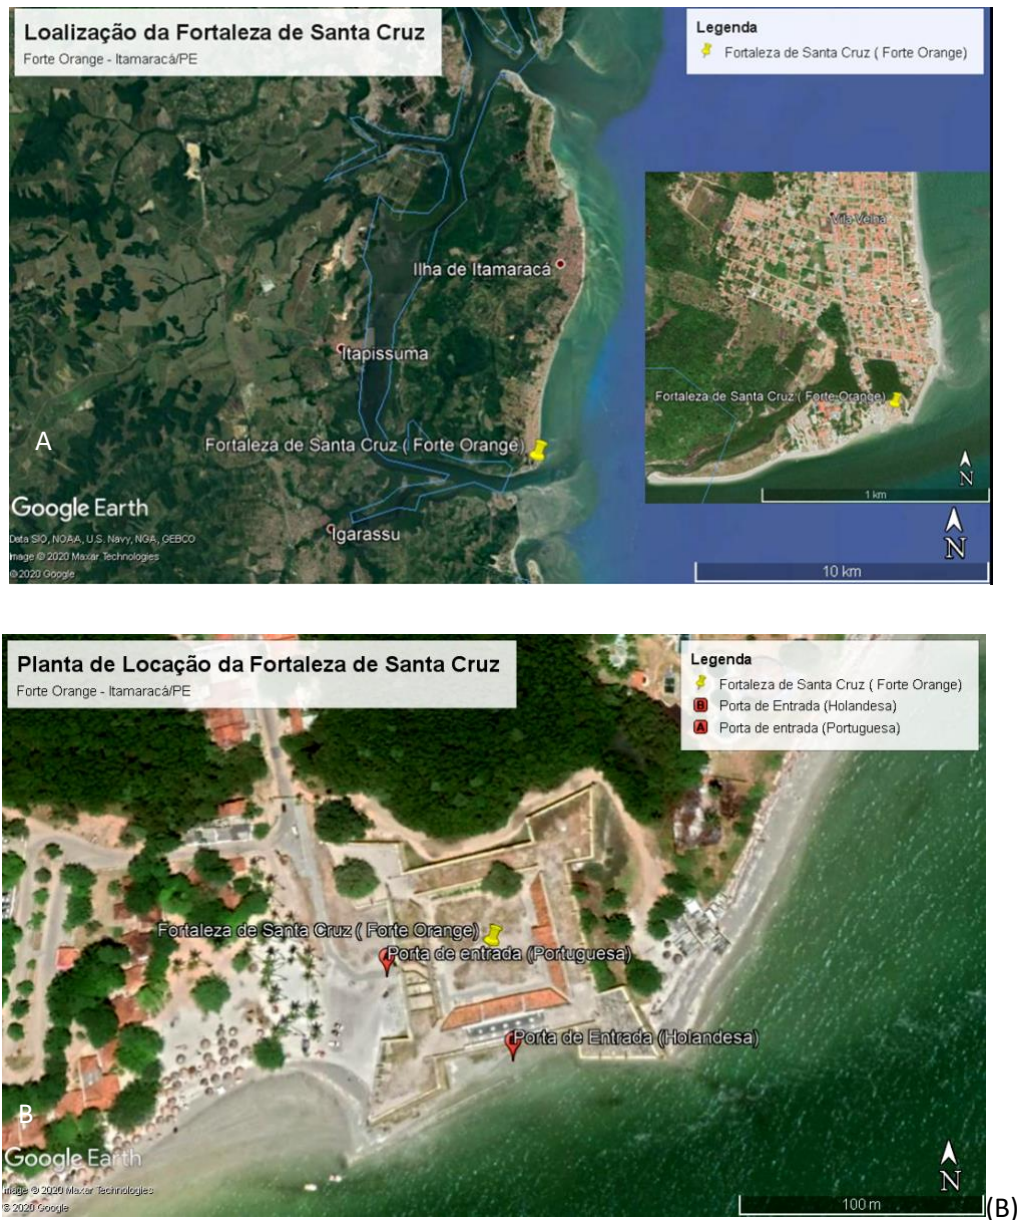 Loalização da Fortaleza de Santa Cruz
Forte Orange - Itamaracá/PE
Legenda
Fortaleza de Santa Cruz ( Forte Orange)
Vila Velha
Ilha de Itamaracá
Itapissuma
Fortaleza de Santa Cruz ( Forte Orange)
A
Fortaleza de Santa Cruz ( Forte Orange)
N
1 km
Google Earth
Igarassu
Data SIO, NOAA, U.S. Navy, NGA, GEBCO
Image © 2020 Maxar Technologies
© 2020 Google
N
10 km
Planta de Locação da Fortaleza de Santa Cruz
Forte Orange - Itamaracá/PE
Legenda
Fortaleza de Santa Cruz ( Forte Orange)
B Porta de Entrada (Holandesa)
A Porta de entrada (Portuguesa)
Fortaleza de Santa Cruz ( Forte Orange)
Porta de entrada (Portuguesa)
Porta de Entrada (Holandesa)
B
Google Earth
Image © 2020 Maxar Technologies
© 2020 Google
N
100 m
(B)